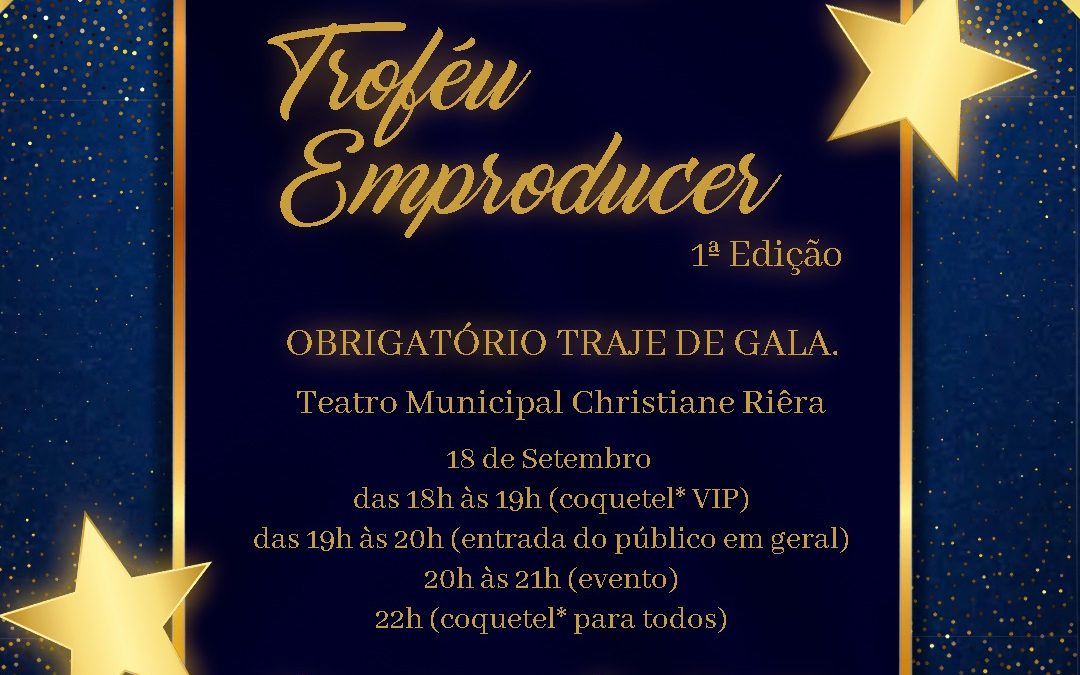 Troféu
Emproducer
1ª Edição
OBRIGATÓRIO TRAJE DE GALA.
Teatro Municipal Christiane Riêra
18 de Setembro
das 18h às 19h (coquetel* VIP)
das 19h às 20h (entrada do público em geral)
20h às 21h (evento)
22h (coquetel* para todos)